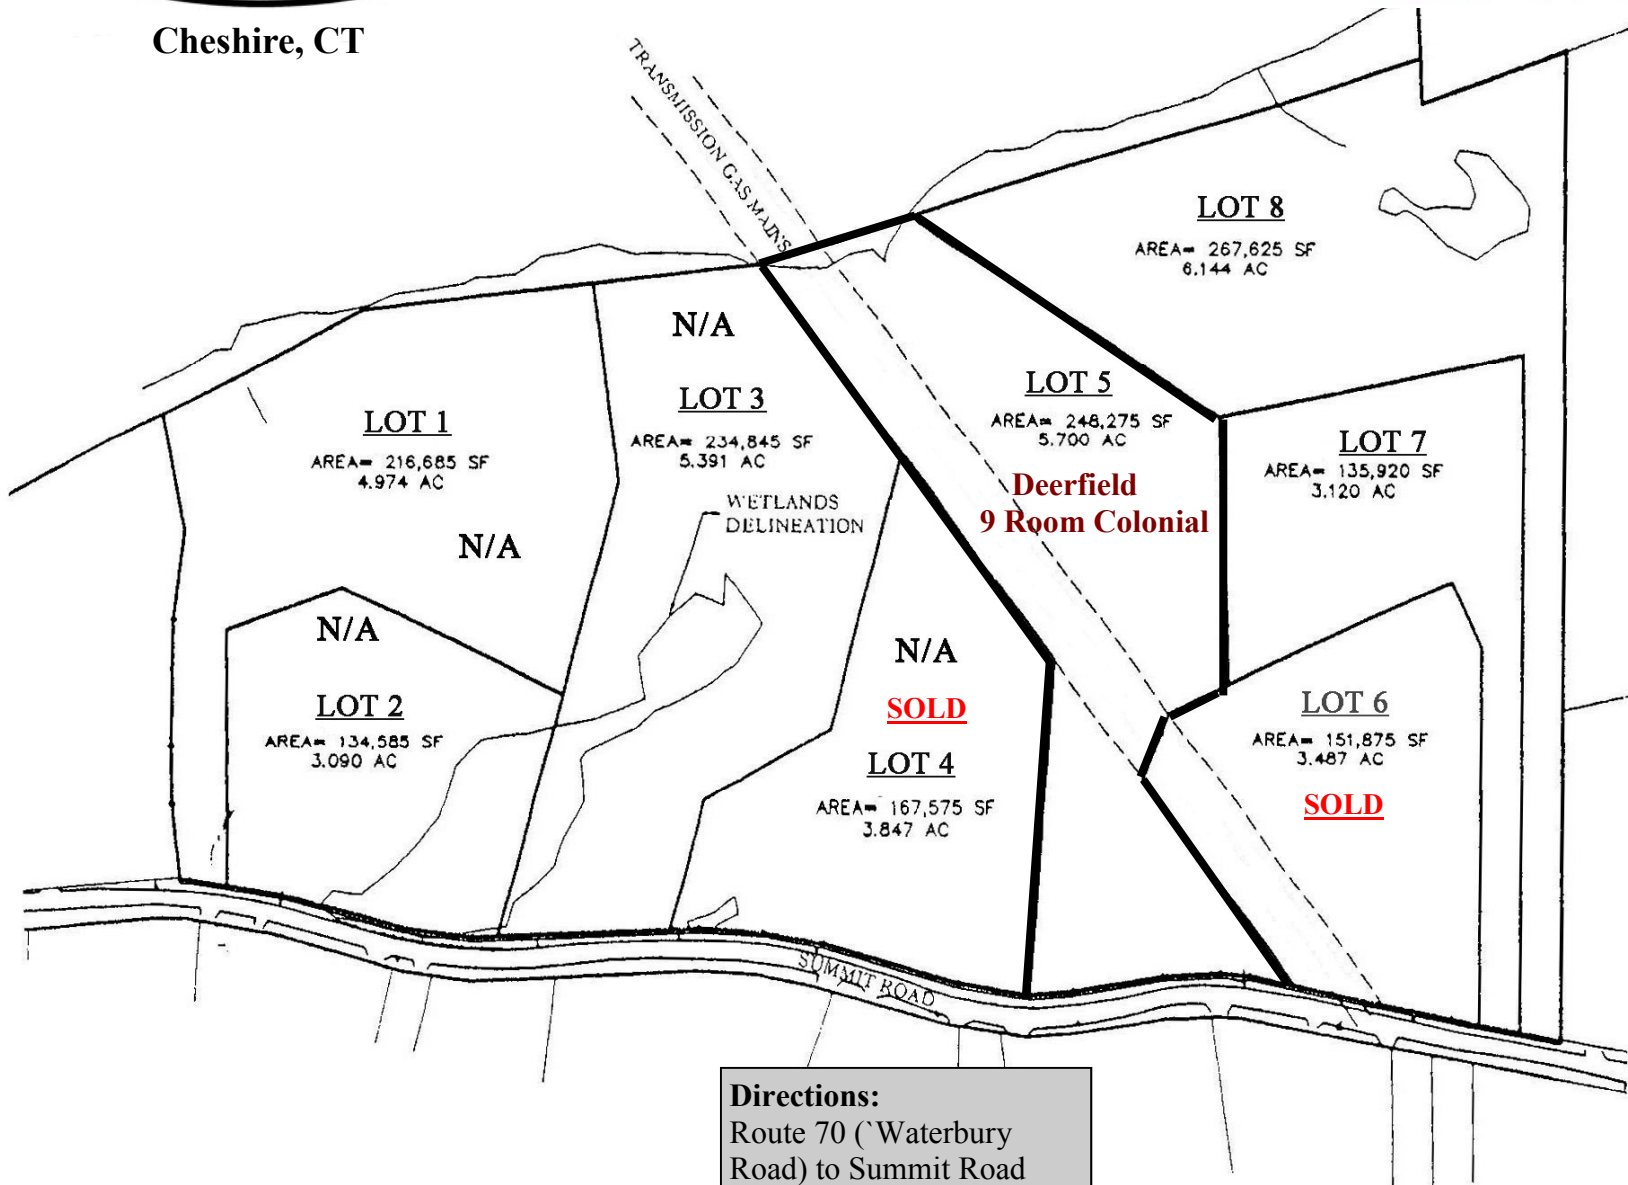 Cheshire, CT
TRANSMISSION GAS MAINS
LOT 8
AREA= 267,625 SF
6.144 AC
N/A
LOT 5
AREA= 248,275 SF
5.700 AC
LOT 3
AREA= 234,845 SF
5.391 AC
LOT 1
AREA= 216,685 SF
4.974 AC
LOT 7
AREA= 135,920 SF
3.120 AC
Deerfield
9 Room Colonial
WETLANDS
DELINEATION
N/A
N/A
N/A
SOLD
LOT 2
AREA= 134,585 SF
3.090 AC
LOT 6
AREA= 151,875 SF
3.487 AC
SOLD
LOT 4
AREA= 167,575 SF
3.847 AC
SUMMIT ROAD
Directions:
Route 70 (`Waterbury
Road) to Summit Road